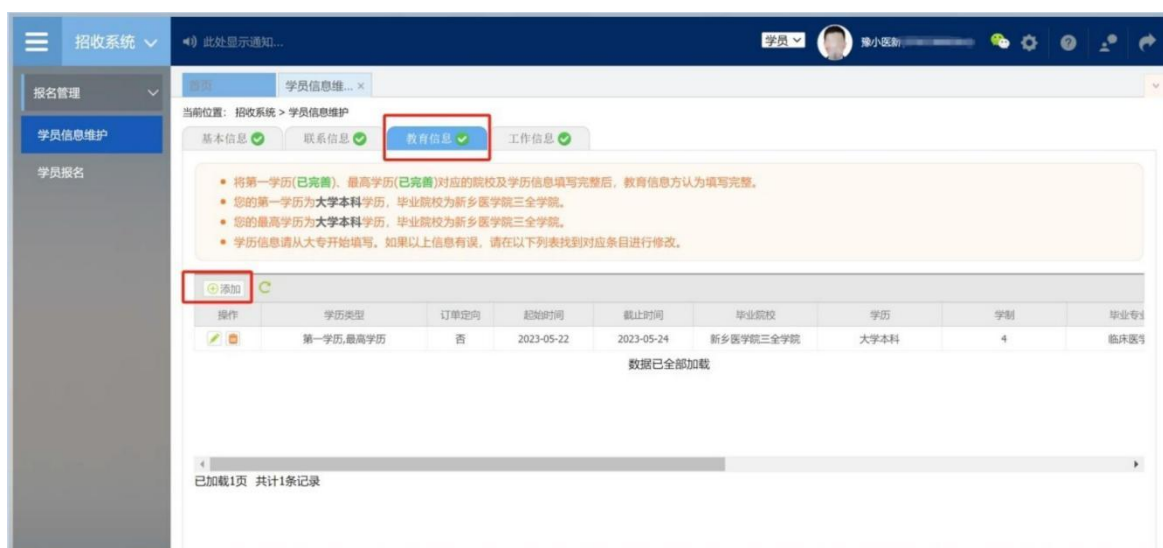 招收系统
此处显示通知...
学员
豫小医新
报名管理
学员信息维护
学员报名
首页
学员信息维... ×
当前位置： 招收系统 > 学员信息维护
基本信息
联系信息
教育信息
工作信息
• 将第一学历(已完善)、最高学历(已完善)对应的院校及学历信息填写完整后，教育信息方认为填写完整。
• 您的第一学历为大学本科学历，毕业院校为新乡医学院三全学院。
• 您的最高学历为大学本科学历，毕业院校为新乡医学院三全学院。
• 学历信息请从大专开始填写。如果以上信息有误，请在以下列表找到对应条目进行修改。
添加
操作 学历类型 订单定向 起始时间 截止时间 毕业院校 学历 学制 毕业专业
第一学历,最高学历 否 2023-05-22 2023-05-24 新乡医学院三全学院 大学本科 4 临床医学
数据已全部加载
已加载1页 共计1条记录